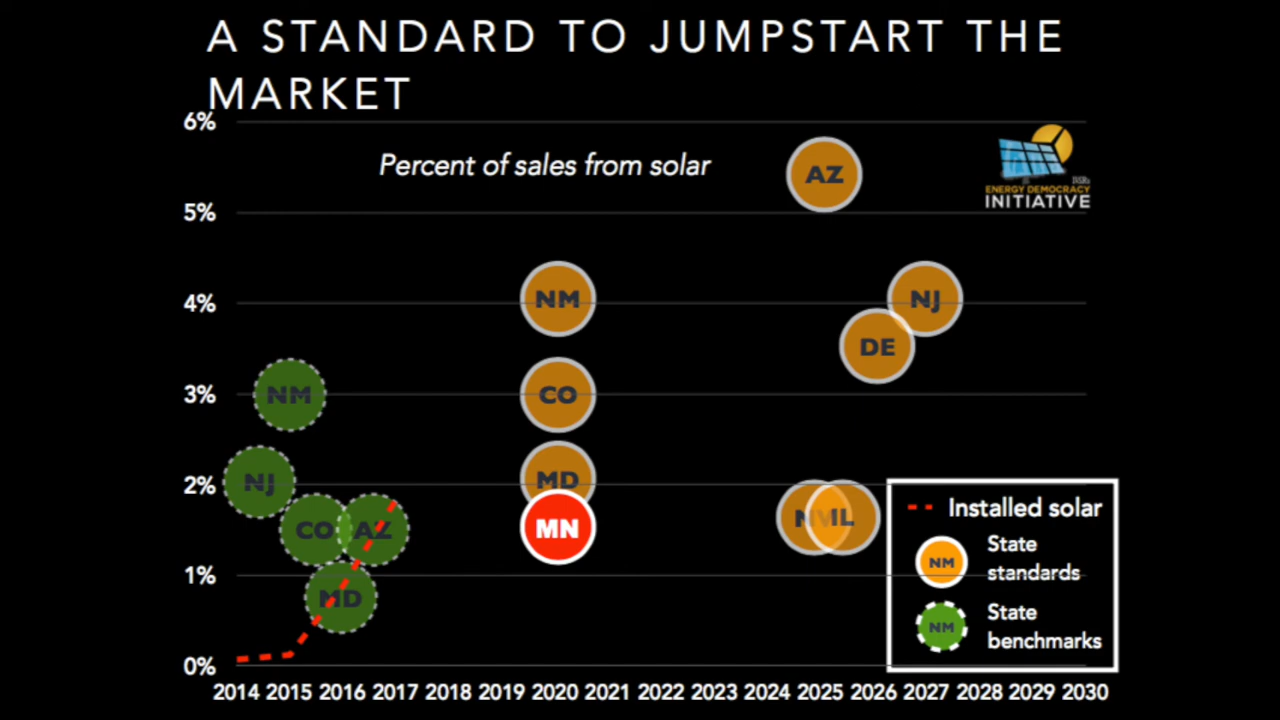 A STANDARD TO JUMPSTART THE
MARKET
6%
Percent of sales from solar
AZ
ENERGY DEMOCRACY
INITIATIVE
5%
NM
NJ
4%
DE
NM
CO
3%
NJ
MD
2%
CO
AZ
MN
Installed solar
NM
State
standards
1%
MD
NM
State
benchmarks
0%
2014 2015 2016 2017 2018 2019 2020 2021 2022 2023 2024 2025 2026 2027 2028 2029 2030